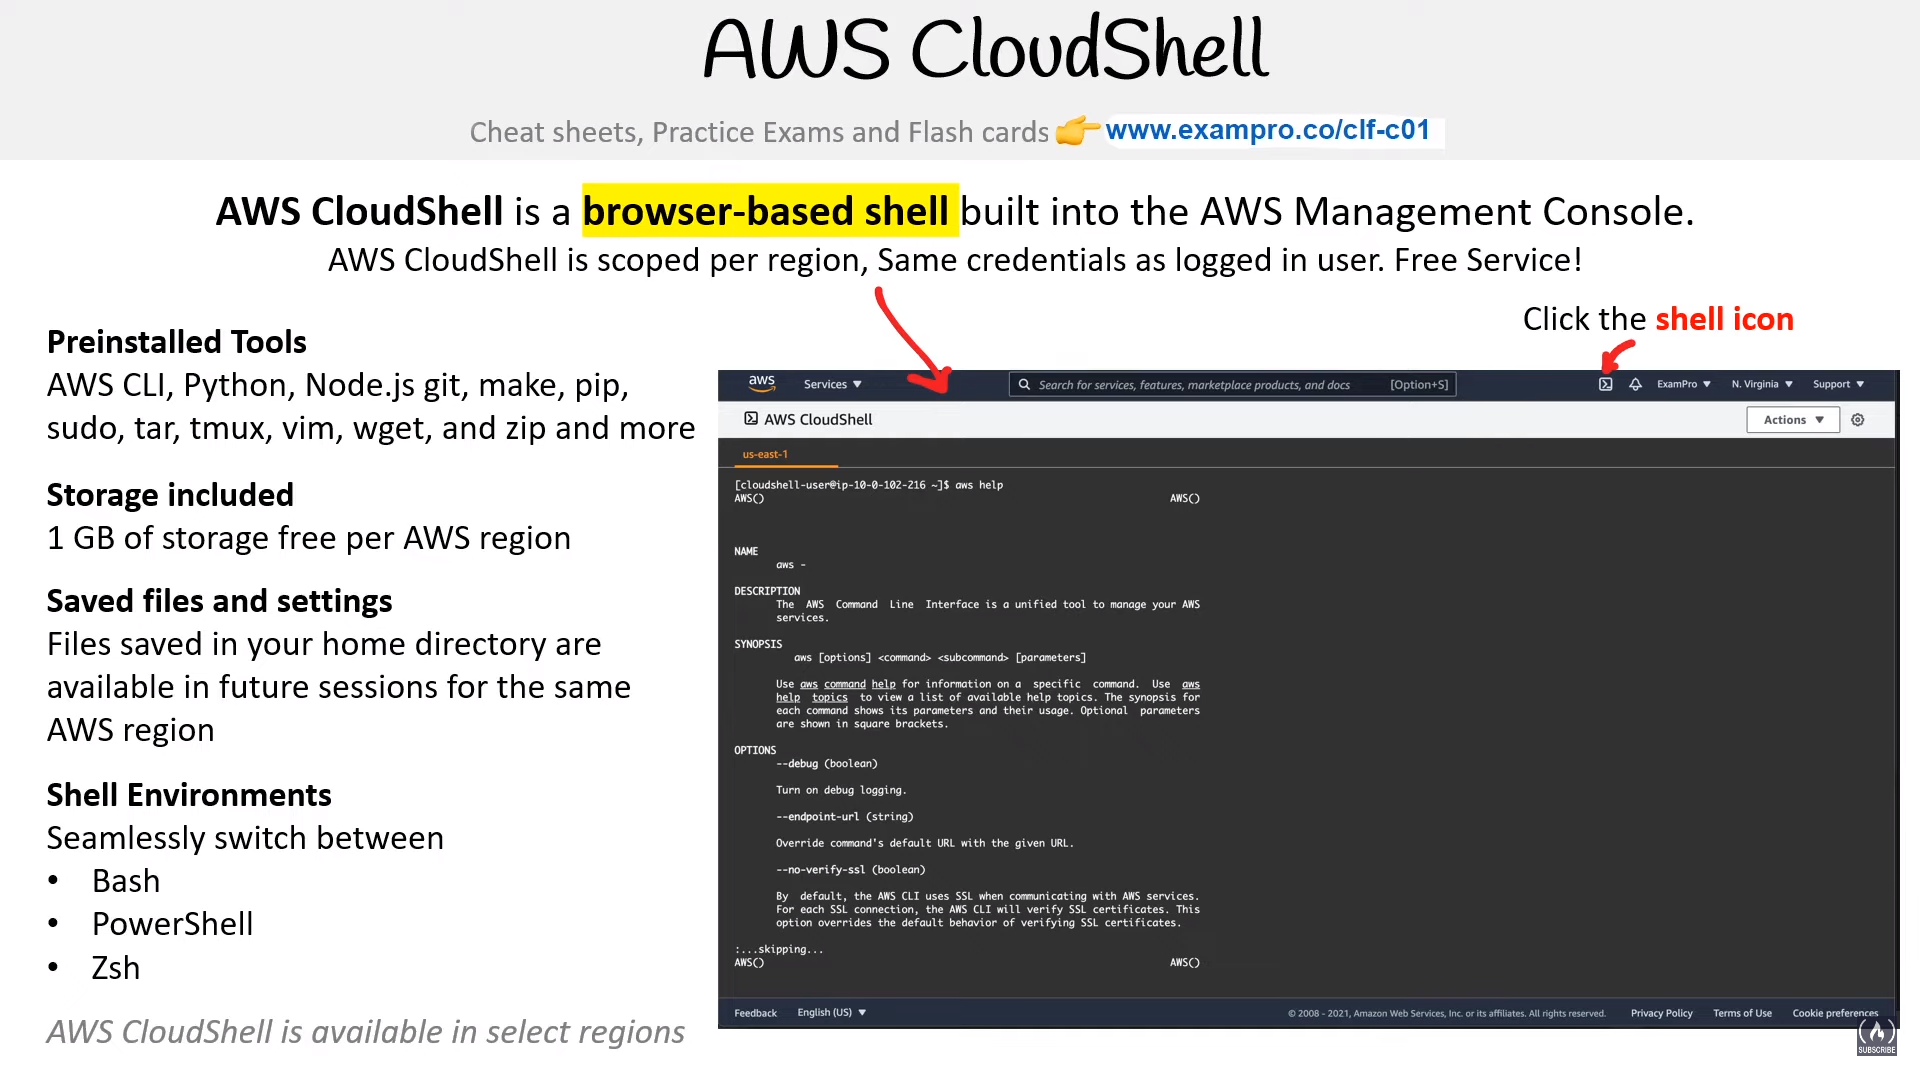 AWS CloudShell
Cheat sheets, Practice Exams and Flash cards 👉 www.exampro.co/clf-c01
AWS CloudShell is a browser-based shell built into the AWS Management Console.
AWS CloudShell is scoped per region, Same credentials as logged in user. Free Service!
Click the shell icon
Preinstalled Tools
AWS CLI, Python, Node.js git, make, pip,
sudo, tar, tmux, vim, wget, and zip and more
Storage included
1 GB of storage free per AWS region
Saved files and settings
Files saved in your home directory are
available in future sessions for the same
AWS region
Shell Environments
Seamlessly switch between
• Bash
• PowerShell
• Zsh
AWS CloudShell is available in select regions
aws Services ▼ Search for services, features, marketplace products, and docs [Option+S] ExamPro ▼ N. Virginia ▼ Support ▼
AWS CloudShell Actions ▼
us-east-1
[cloudshell-user@ip-10-0-102-216 ~]$ aws help
AWS() AWS()
NAME
aws -
DESCRIPTION
The AWS Command Line Interface is a unified tool to manage your AWS
services.
SYNOPSIS
aws [options] <command> <subcommand> [parameters]
Use aws command help for information on a specific command. Use aws
help topics to view a list of available help topics. The synopsis for
each command shows its parameters and their usage. Optional parameters
are shown in square brackets.
OPTIONS
--debug (boolean)
Turn on debug logging.
--endpoint-url (string)
Override command's default URL with the given URL.
--no-verify-ssl (boolean)
By default, the AWS CLI uses SSL when communicating with AWS services.
For each SSL connection, the AWS CLI will verify SSL certificates. This
option overrides the default behavior of verifying SSL certificates.
:...skipping...
AWS() AWS()
Feedback English (US) ▼ © 2008 - 2021, Amazon Web Services, Inc. or its affiliates. All rights reserved. Privacy Policy Terms of Use Cookie preferences
SUBSCRIBE